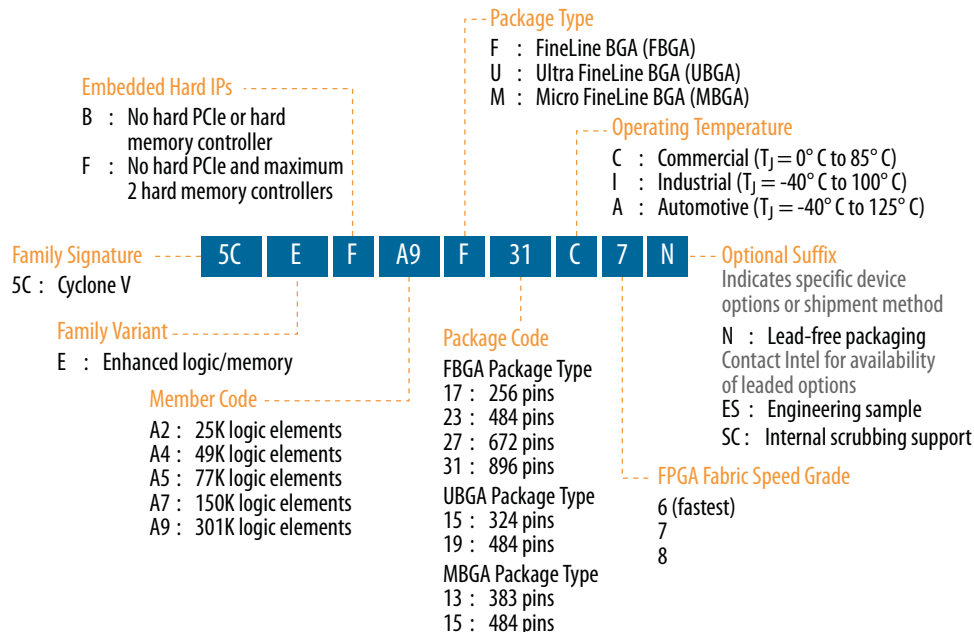 Package Type
F : FineLine BGA (FBGA)
U : Ultra FineLine BGA (UBGA)
M : Micro FineLine BGA (MBGA)
Embedded Hard IPs
B : No hard PCIe or hard
memory controller
F : No hard PCIe and maximum
2 hard memory controllers
Operating Temperature
C : Commercial (TJ = 0° C to 85° C)
I : Industrial (TJ = -40° C to 100° C)
A : Automotive (TJ = -40° C to 125° C)
Family Signature
5C : Cyclone V
5C E F A9 F 31 C 7 N
Optional Suffix
Indicates specific device
options or shipment method
N : Lead-free packaging
Contact Intel for availability
of leaded options
ES : Engineering sample
SC : Internal scrubbing support
Family Variant
E : Enhanced logic/memory
Member Code
A2 : 25K logic elements
A4 : 49K logic elements
A5 : 77K logic elements
A7 : 150K logic elements
A9 : 301K logic elements
Package Code
FBGA Package Type
17 : 256 pins
23 : 484 pins
27 : 672 pins
31 : 896 pins
UBGA Package Type
15 : 324 pins
19 : 484 pins
MBGA Package Type
13 : 383 pins
15 : 484 pins
FPGA Fabric Speed Grade
6 (fastest)
7
8